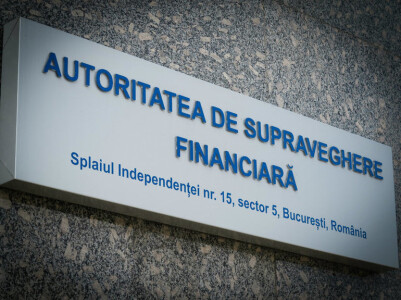 AUTORITATEA DE SUPRAVEGHERE
FINANCIARĂ
Splaiul Independenței nr. 15, sector 5, București, România